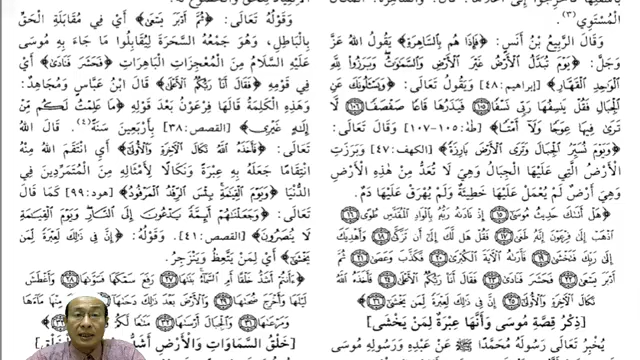 الْمُسْتَوِي (٣).
وَقَالَ الرَّبِيعُ بْنُ أَنَسٍ: ﴿فَإِذَا هُم بِالسَّاهِرَةِ﴾ يَقُولُ اللهُ عَزَّ
وَجَلَّ: ﴿يَوْمَ تُبَدَّلُ الْأَرْضُ غَيْرَ الْأَرْضِ وَالسَّمَاوَاتُ وَبَرَزُوا لِلَّهِ
الْوَاحِدِ الْقَهَّارِ﴾ [إبراهيم: ٤٨] وَيَقُولُ تَعَالَى: ﴿وَيَسْأَلُونَكَ عَنِ
الْجِبَالِ فَقُلْ يَنسِفُهَا رَبِّي نَسْفًا ﴿١٠٥﴾ فَيَذَرُهَا قَاعًا صَفْصَفًا ﴿١٠٦﴾ لَا
تَرَى فِيهَا عِوَجًا وَلَا أَمْتًا﴾ [طه: ١٠٥-١٠٧] وَقَالَ تَعَالَى:
﴿وَيَوْمَ نُسَيِّرُ الْجِبَالَ وَتَرَى الْأَرْضَ بَارِزَةً﴾ [الكهف: ٤٧] وَبَرَزَتِ
الْأَرْضُ الَّتِي عَلَيْهَا الْجِبَالُ وَهِيَ لَا تُعَدُّ مِنْ هَذِهِ الْأَرْضِ
وَهِيَ أَرْضٌ لَمْ يُعْمَلْ عَلَيْهَا خَطِيئَةٌ وَلَمْ يُهْرَقْ عَلَيْهَا دَمٌ.
﴿هَلْ أَتَاكَ حَدِيثُ مُوسَى ﴿١٥﴾ إِذْ نَادَاهُ رَبُّهُ بِالْوَادِ الْمُقَدَّسِ طُوًى ﴿١٦﴾
اذْهَبْ إِلَى فِرْعَوْنَ إِنَّهُ طَغَى ﴿١٧﴾ فَقُلْ هَل لَّكَ إِلَى أَن تَزَكَّى ﴿١٨﴾ وَأَهْدِيَكَ
إِلَى رَبِّكَ فَتَخْشَى ﴿١٩﴾ فَأَرَاهُ الْآيَةَ الْكُبْرَى ﴿٢٠﴾ فَكَذَّبَ وَعَصَى ﴿٢١﴾ ثُمَّ أَدْبَرَ
يَسْعَى ﴿٢٢﴾ فَحَشَرَ فَنَادَى ﴿٢٣﴾ فَقَالَ أَنَا رَبُّكُمُ الْأَعْلَى ﴿٢٤﴾ فَأَخَذَهُ اللَّهُ
نَكَالَ الْآخِرَةِ وَالْأُولَى ﴿٢٥﴾ إِنَّ فِي ذَلِكَ لَعِبْرَةً لِّمَن يَخْشَى ﴿٢٦﴾﴾
[ذِكْرُ قِصَّةِ مُوسَى وَأَنَّهَا عِبْرَةٌ لِمَنْ يَخْشَى]
يُخْبِرُ تَعَالَى رَسُولَهُ مُحَمَّدًا ﷺ عَنْ عَبْدِهِ وَرَسُولِهِ مُوسَى
وَقَوْلُهُ تَعَالَى: ﴿ثُمَّ أَدْبَرَ يَسْعَى﴾ أَيْ فِي مُقَابَلَةِ الْحَقِّ
بِالْبَاطِلِ، وَهُوَ جَمْعُهُ السَّحَرَةَ لِيُقَابِلُوا مَا جَاءَ بِهِ مُوسَى
عَلَيْهِ السَّلَامُ مِنَ الْمُعْجِزَاتِ الْبَاهِرَاتِ ﴿فَحَشَرَ فَنَادَى﴾ أَيْ
فِي قَوْمِهِ ﴿فَقَالَ أَنَا رَبُّكُمُ الْأَعْلَى﴾ قَالَ ابْنُ عَبَّاسٍ وَمُجَاهِدٌ:
وَهَذِهِ الْكَلِمَةُ قَالَهَا فِرْعَوْنُ بَعْدَ قَوْلِهِ ﴿مَا عَلِمْتُ لَكُم مِّنْ
إِلَهٍ غَيْرِي﴾ [القصص: ٣٨] بِأَرْبَعِينَ سَنَةً (٤). قَالَ اللهُ
تَعَالَى: ﴿فَأَخَذَهُ اللَّهُ نَكَالَ الْآخِرَةِ وَالْأُولَى﴾ أَيْ انْتَقَمَ اللهُ مِنْهُ
انْتِقَامًا جَعَلَهُ بِهِ عِبْرَةً وَنَكَالًا لِأَمْثَالِهِ مِنَ الْمُتَمَرِّدِينَ فِي
الدُّنْيَا ﴿وَيَوْمَ الْقِيَامَةِ بِئْسَ الرِّفْدُ الْمَرْفُودُ﴾ [هود: ٩٩] كَمَا قَالَ
تَعَالَى: ﴿وَجَعَلْنَاهُمْ أَئِمَّةً يَدْعُونَ إِلَى النَّارِ وَيَوْمَ الْقِيَامَةِ
لَا يُنصَرُونَ﴾ [القصص: ٤١]. وَقَوْلُهُ: ﴿إِنَّ فِي ذَلِكَ لَعِبْرَةً لِّمَن
يَخْشَى﴾ أَيْ لِمَنْ يَتَّعِظُ وَيَنْزَجِرُ.
﴿أَأَنتُمْ أَشَدُّ خَلْقًا أَمِ السَّمَاءُ بَنَاهَا ﴿٢٧﴾ رَفَعَ سَمْكَهَا فَسَوَّاهَا ﴿٢٨﴾ وَأَغْطَشَ
لَيْلَهَا وَأَخْرَجَ ضُحَاهَا ﴿٢٩﴾ وَالْأَرْضَ بَعْدَ ذَلِكَ دَحَاهَا ﴿٣٠﴾ أَخْرَجَ مِنْهَا مَاءَهَا
وَمَرْعَاهَا ﴿٣١﴾ وَالْجِبَالَ أَرْسَاهَا ﴿٣٢﴾ مَتَاعًا لَّكُمْ
[خَلْقُ السَّمَاوَاتِ وَالْأَرْضِ أَشَدُّ